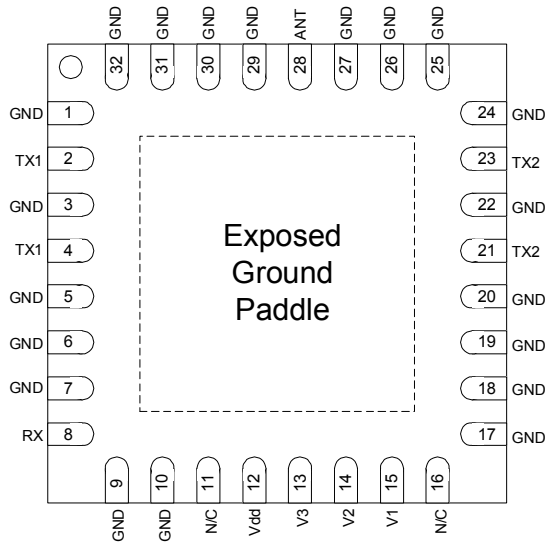 GND GND GND GND ANT GND GND GND
32 31 30 29 28 27 26 25
GND 1 24 GND
TX1 2 23 TX2
GND 3 22 GND
TX1 4 21 TX2
GND 5 20 GND
GND 6 19 GND
GND 7 18 GND
RX 8 17 GND
Exposed
Ground
Paddle
9 10 11 12 13 14 15 16
GND GND N/C Vdd V3 V2 V1 N/C